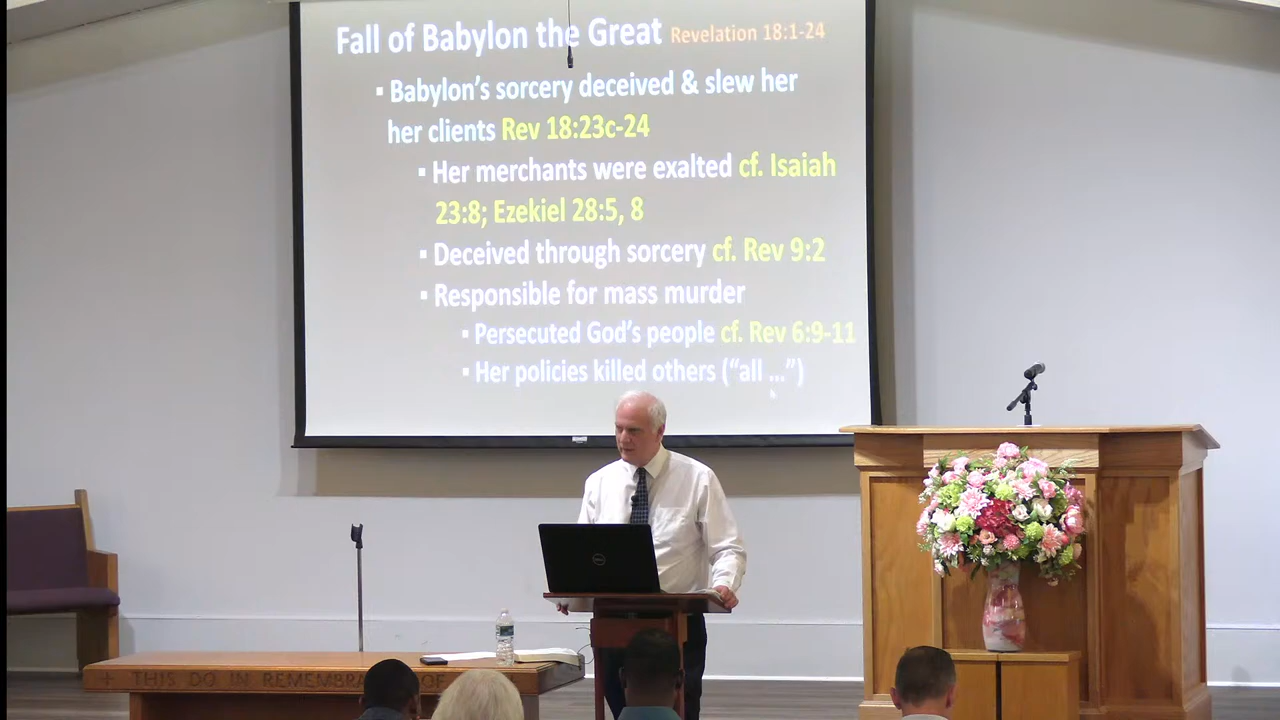 Fall of Babylon the Great Revelation 18:1-24
▪ Babylon's sorcery deceived & slew her
her clients Rev 18:23c-24
▪ Her merchants were exalted cf. Isaiah
23:8; Ezekiel 28:5, 8
▪ Deceived through sorcery cf. Rev 9:2
▪ Responsible for mass murder
▪ Persecuted God's people cf. Rev 6:9-11
▪ Her policies killed others ("all ...")
DELL
THIS DO IN REMEMBRA OF